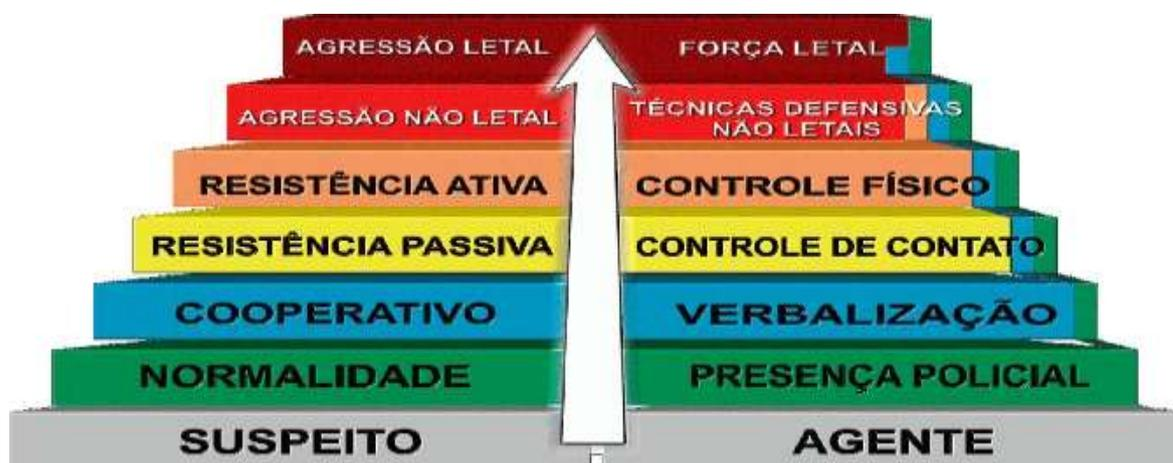 AGRESSÃO LETAL
FORÇA LETAL
AGRESSÃO NÃO LETAL
TÉCNICAS DEFENSIVAS
NÃO LETAIS
RESISTÊNCIA ATIVA
CONTROLE FÍSICO
RESISTÊNCIA PASSIVA
CONTROLE DE CONTATO
COOPERATIVO
VERBALIZAÇÃO
NORMALIDADE
PRESENÇA POLICIAL
SUSPEITO
AGENTE